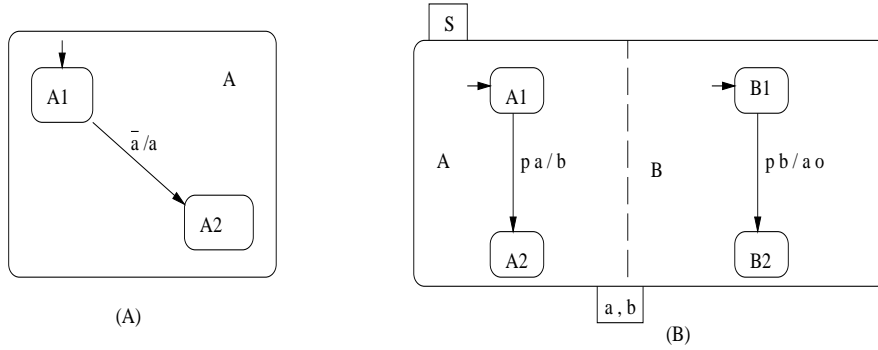 A
A1
a̅ /a
A2
(A)
S
A1
B1
A
p a / b
B
p b / a o
A2
B2
a , b
(B)